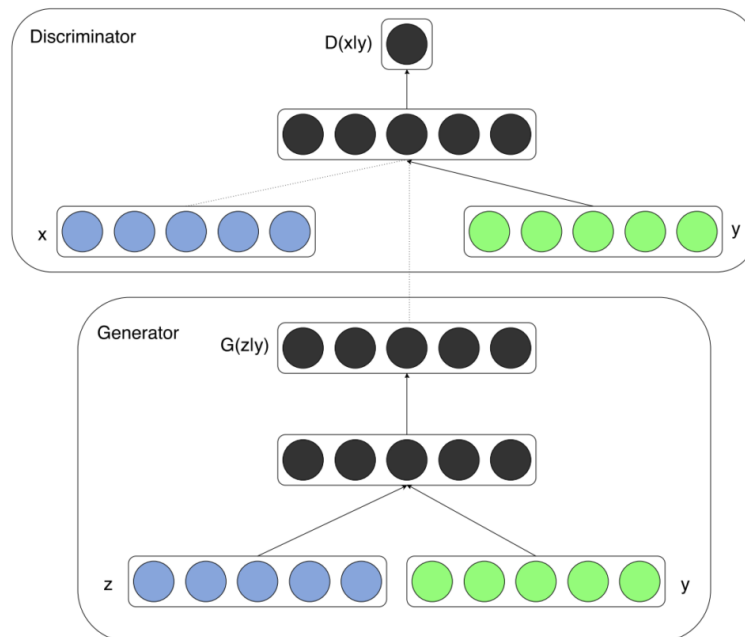 Discriminator
D(x|y)
x
y
Generator
G(z|y)
z
y